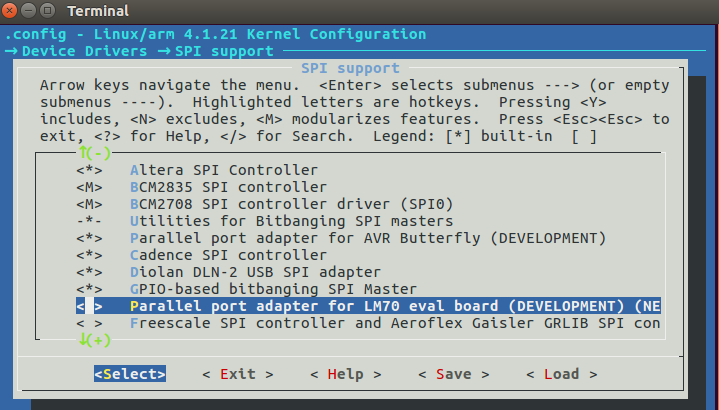 Terminal
.config - Linux/arm 4.1.21 Kernel Configuration
→Device Drivers →SPI support
SPI support
Arrow keys navigate the menu.  <Enter> selects submenus ---> (or empty
submenus ----).  Highlighted letters are hotkeys.  Pressing <Y>
includes, <N> excludes, <M> modularizes features.  Press <Esc><Esc> to
exit, <?> for Help, </> for Search.  Legend: [*] built-in  [ ]
↑(-)
<*>   Altera SPI Controller
<M>   BCM2835 SPI controller
<M>   BCM2708 SPI controller driver (SPI0)
-*-   Utilities for Bitbanging SPI masters
<*>   Parallel port adapter for AVR Butterfly (DEVELOPMENT)
<*>   Cadence SPI controller
<*>   Diolan DLN-2 USB SPI adapter
<*>   GPIO-based bitbanging SPI Master
< >   Parallel port adapter for LM70 eval board (DEVELOPMENT) (NE
< >   Freescale SPI controller and Aeroflex Gaisler GRLIB SPI con
↓(+)
<Select>    < Exit >    < Help >    < Save >    < Load >